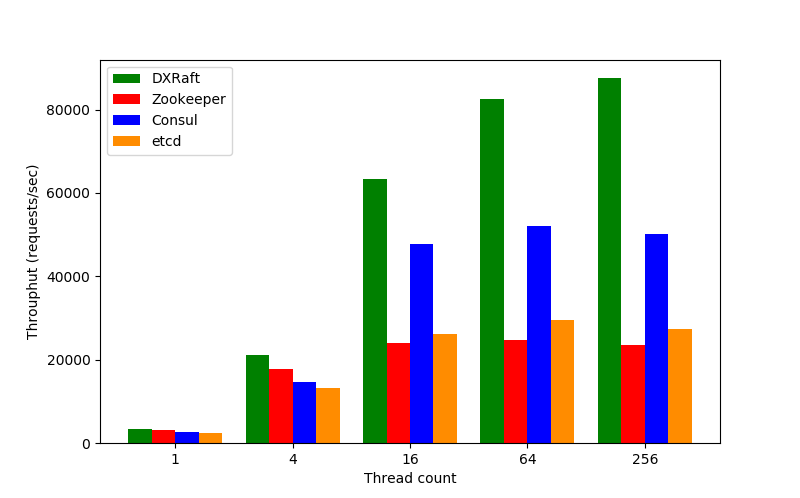 DXRaft
Zookeeper
Consul
etcd
80000
60000
40000
20000
0
Throuphut (requests/sec)
1 4 16 64 256
Thread count